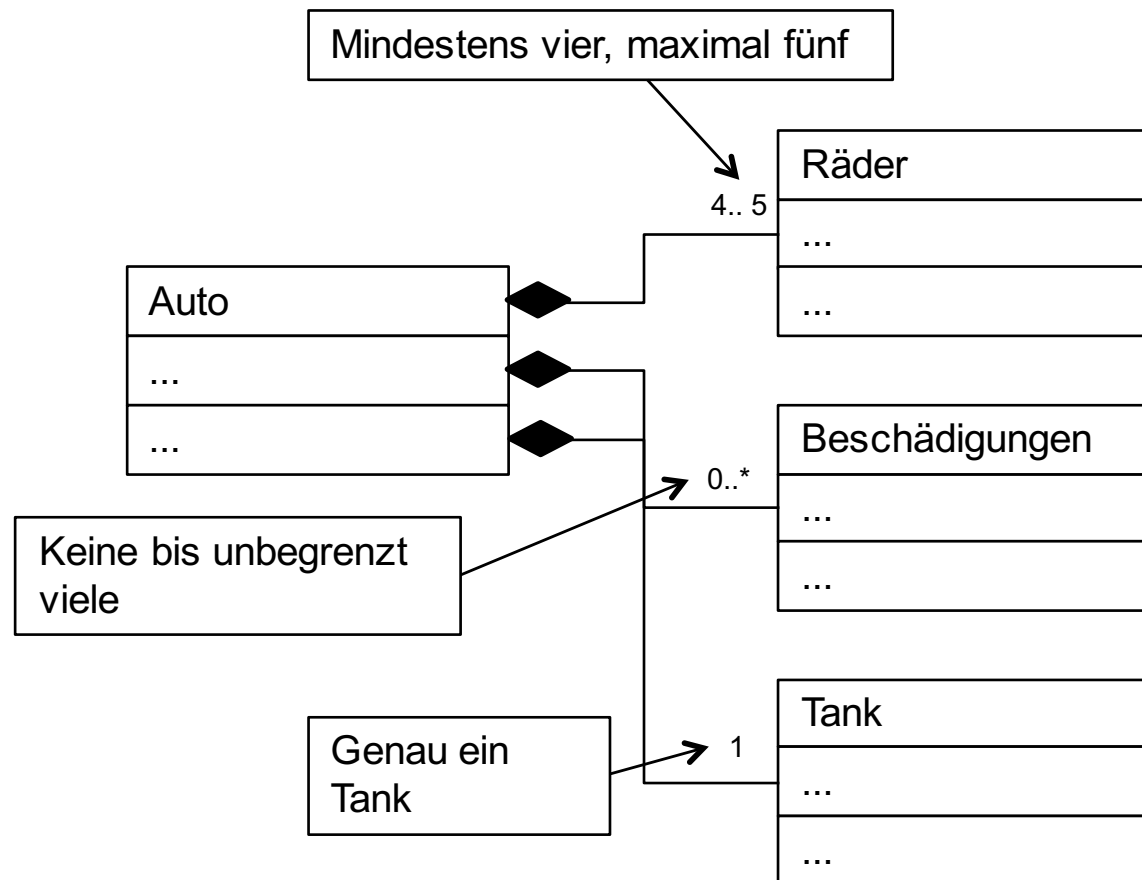 Mindestens vier, maximal fünf
Räder
4.. 5
...
...
Auto
...
...
Beschädigungen
0..*
...
...
Keine bis unbegrenzt
viele
Tank
1
...
...
Genau ein
Tank